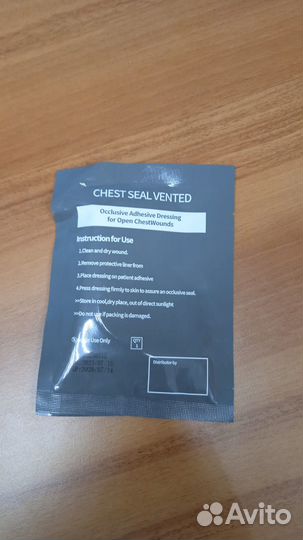 CHEST SEAL VENTED
Occlusive Adhesive Dressing
for Open ChestWounds
Instruction for Use
1.Clean and dry wound.
2.Remove protective liner from
3.Place dressing on patient adhesive
4.Press dressing firmly to skin to assure an occlusive seal.
>>Store in cool,dry place, out of direct sunlight
>>Do not use if packing is damaged.
Use Only
QTY
1
Distributor by
Avito